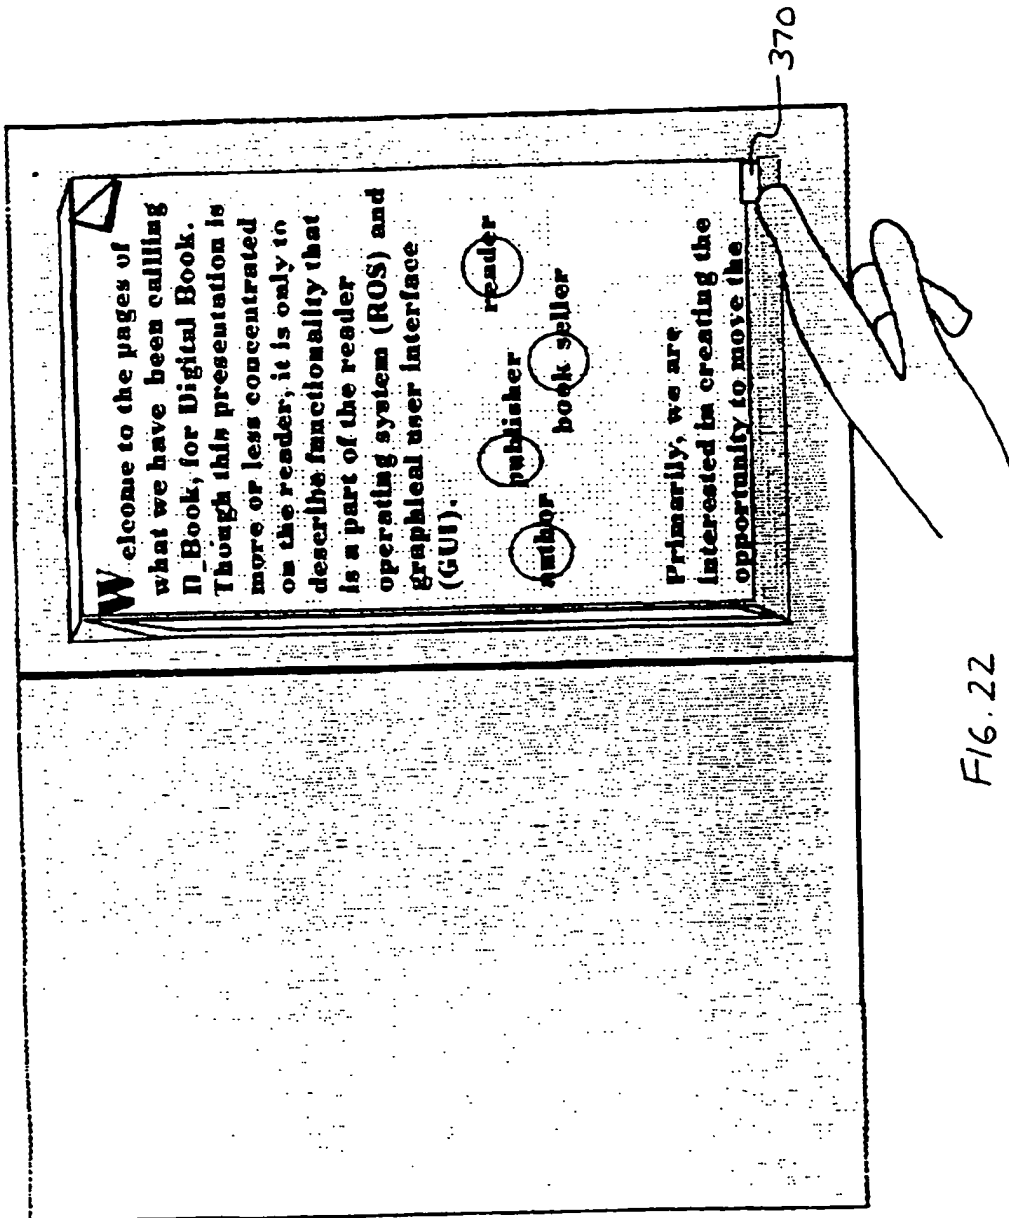 Welcome to the pages of
what we have been callling
D_Book, for Digital Book.
Though this presentation is
more or less concentrated
on the reader, it is only to
describe functionality that
is a part of the reader
operating system (ROS) and
graphical user interface
(GUI).
author
publisher
book seller
reader
Primarily, we are
interested in creating the
opportunity to move the
370
FIG. 22